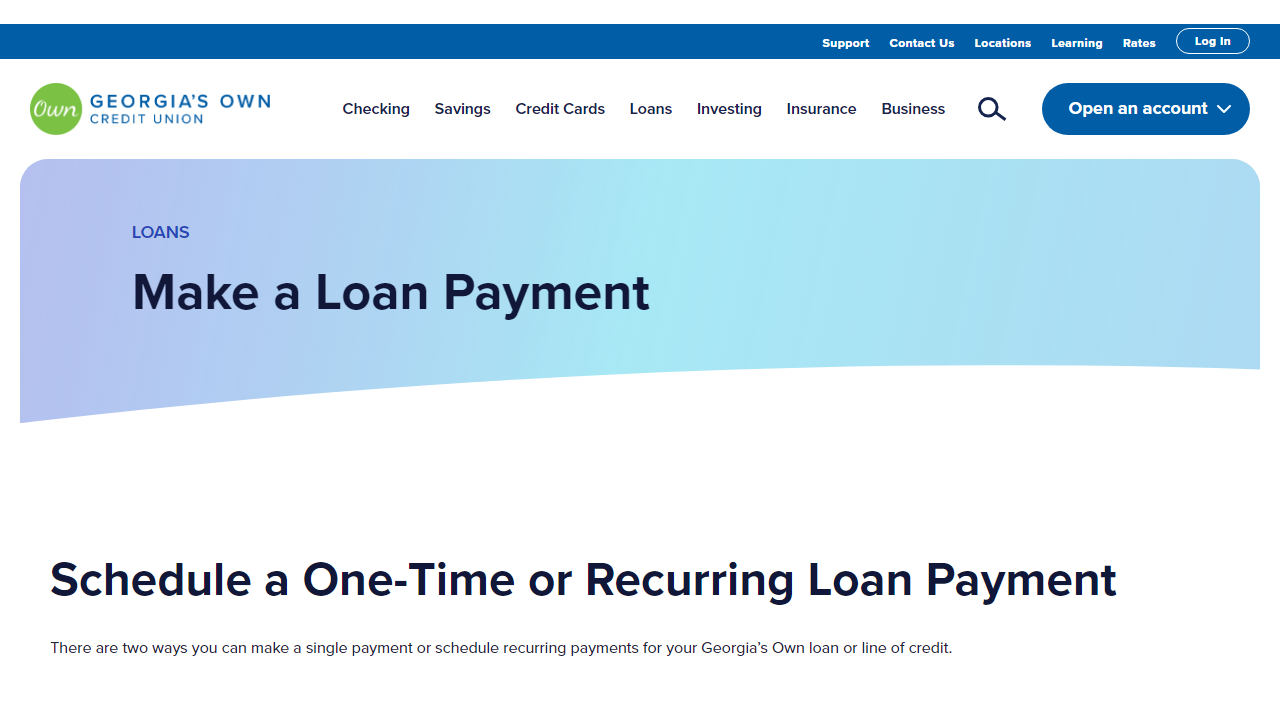 Support Contact Us Locations Learning Rates Log In
Own GEORGIA'S OWN
CREDIT UNION
Checking Savings Credit Cards Loans Investing Insurance Business Open an account
LOANS
Make a Loan Payment
Schedule a One-Time or Recurring Loan Payment
There are two ways you can make a single payment or schedule recurring payments for your Georgia’s Own loan or line of credit.